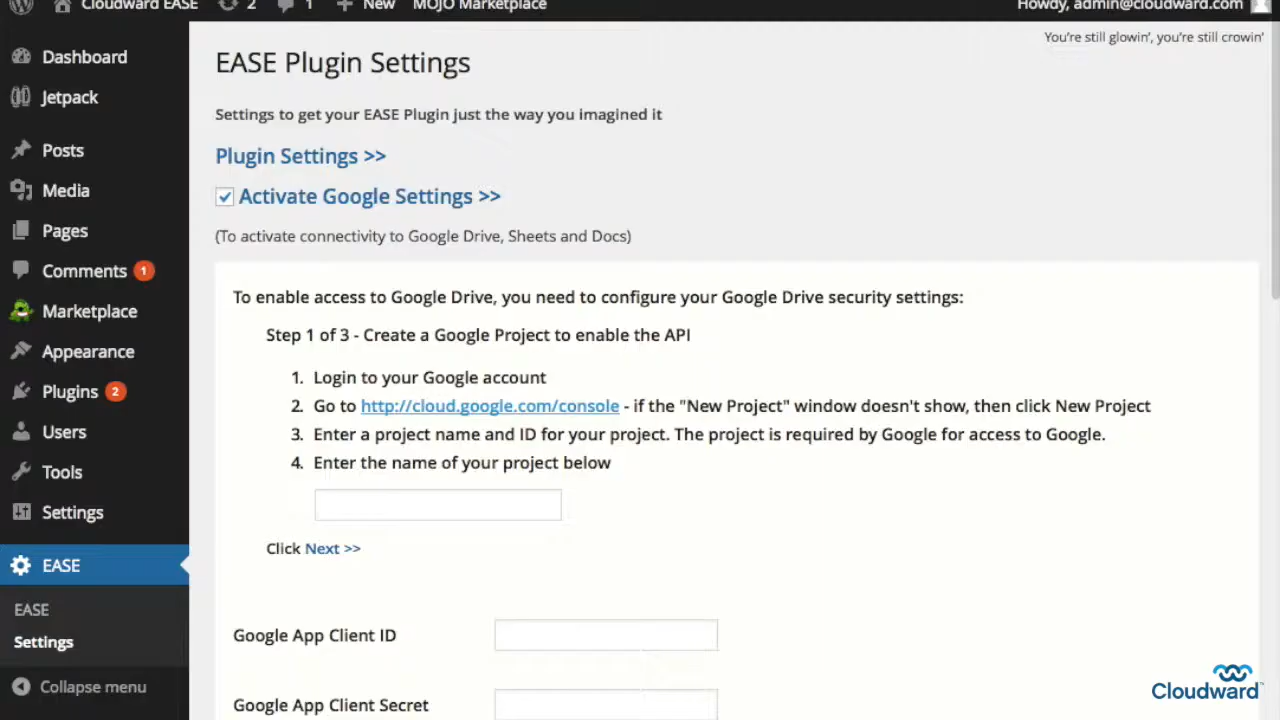 Cloudward EASE 2 1 New MOJO Marketplace Howdy, admin@cloudward.com
You're still glowin', you're still crowin'
Dashboard
Jetpack
Posts
Media
Pages
Comments 1
Marketplace
Appearance
Plugins 2
Users
Tools
Settings
EASE
EASE
Settings
Collapse menu
EASE Plugin Settings
Settings to get your EASE Plugin just the way you imagined it
Plugin Settings >>
Activate Google Settings >>
(To activate connectivity to Google Drive, Sheets and Docs)
To enable access to Google Drive, you need to configure your Google Drive security settings:
Step 1 of 3 - Create a Google Project to enable the API
1. Login to your Google account
2. Go to http://cloud.google.com/console - if the "New Project" window doesn't show, then click New Project
3. Enter a project name and ID for your project. The project is required by Google for access to Google.
4. Enter the name of your project below
Click Next >>
Google App Client ID
Google App Client Secret
Cloudward™